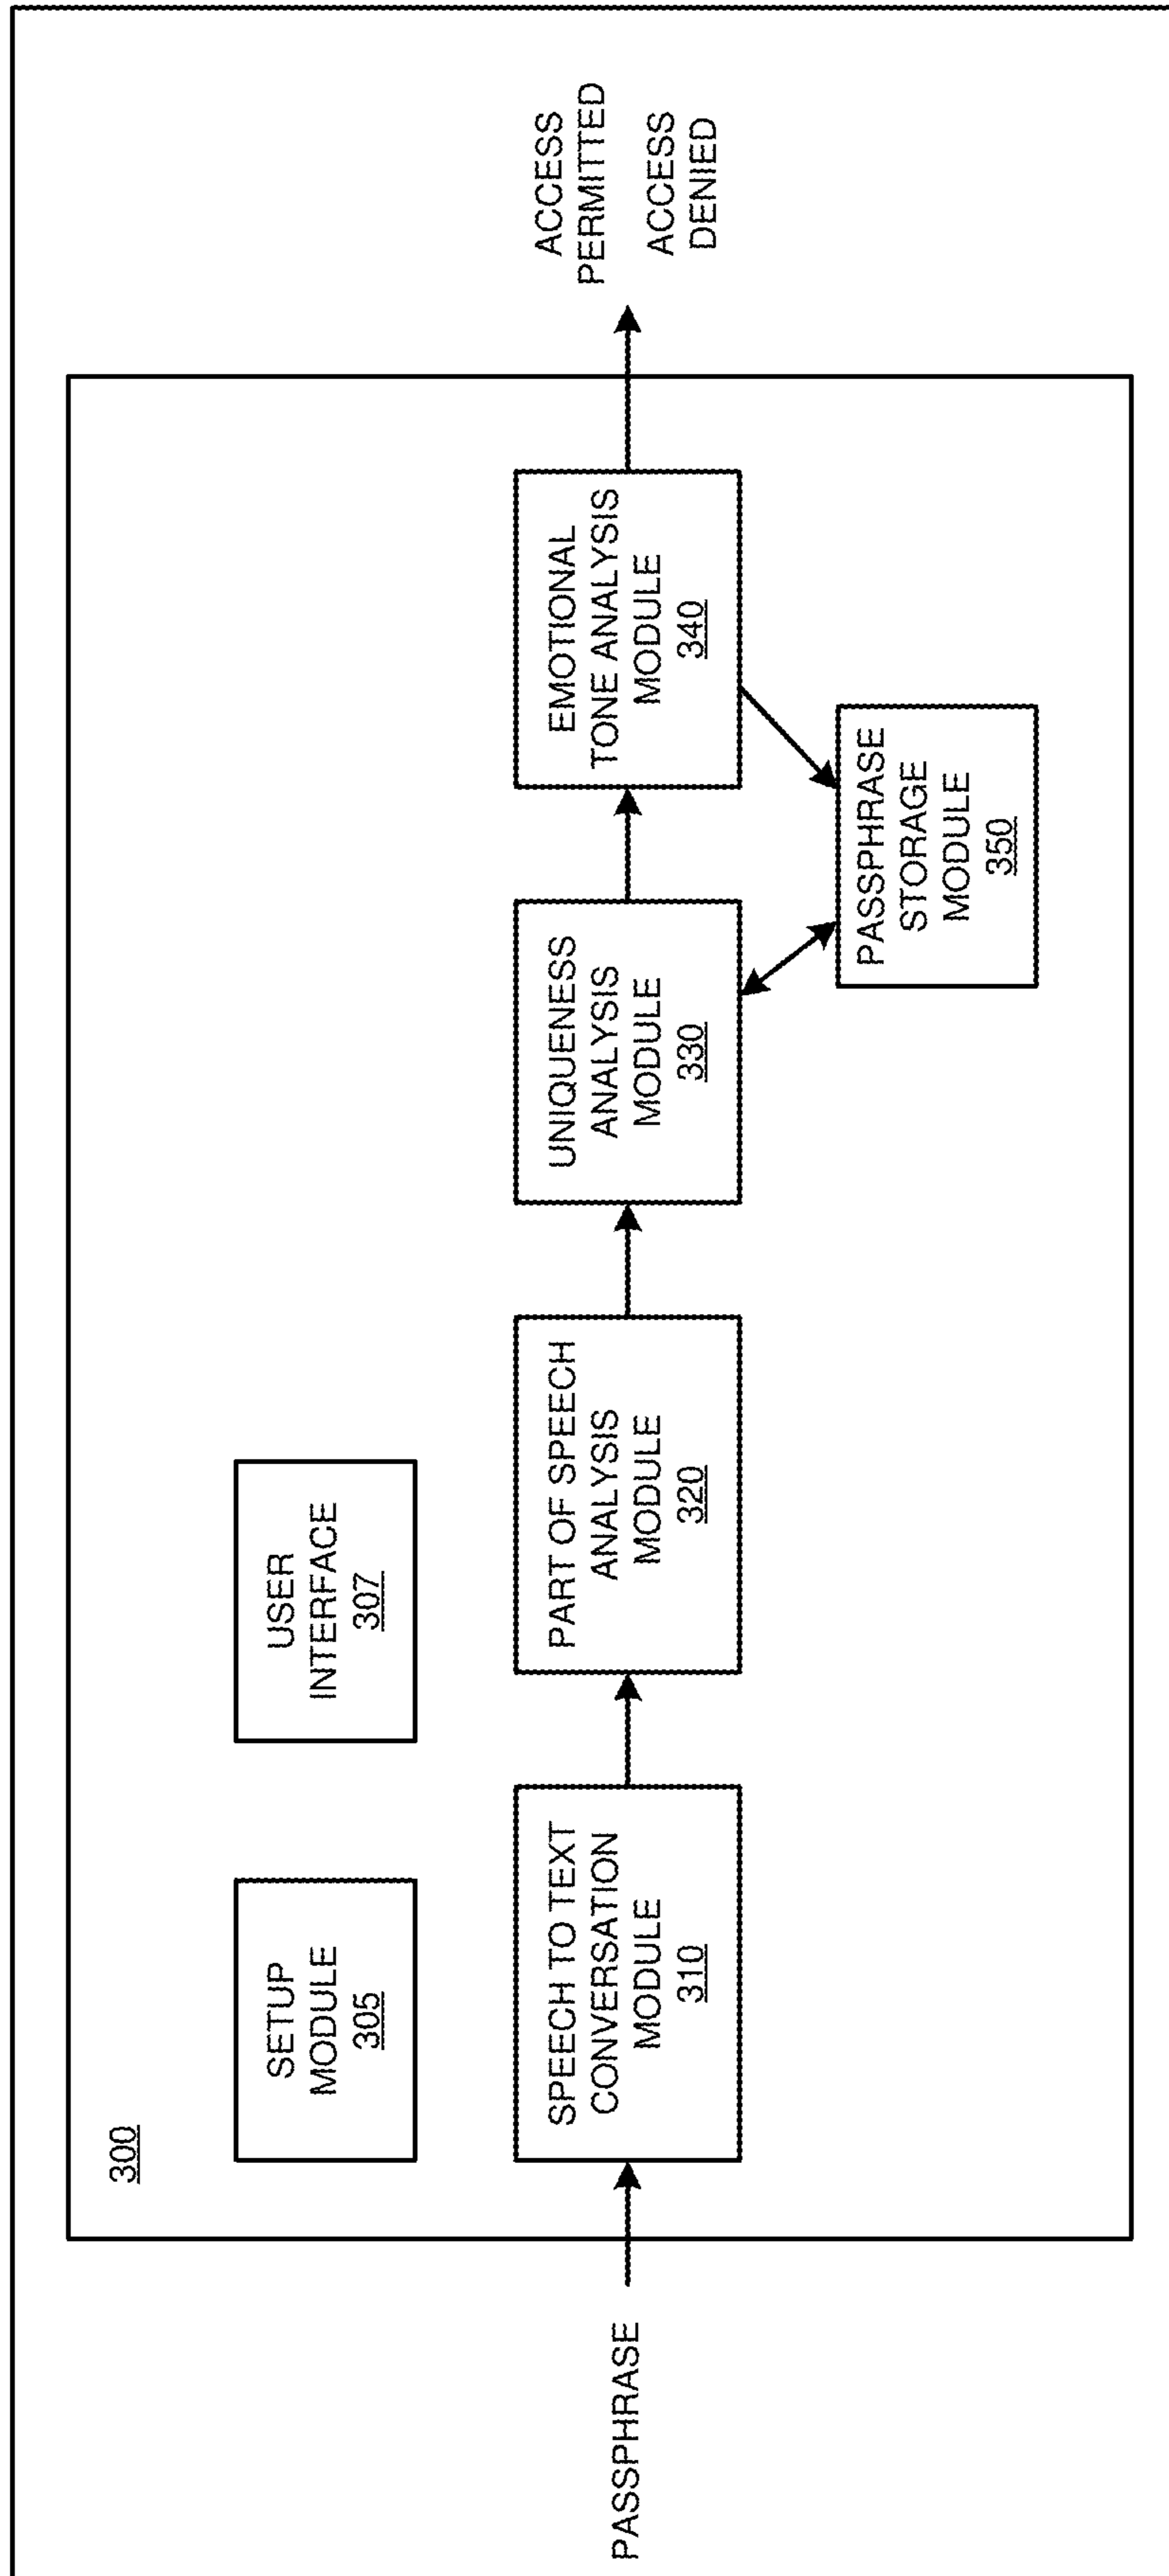 300
SETUP
MODULE
305
USER
INTERFACE
307
PASSPHRASE
SPEECH TO TEXT
CONVERSATION
MODULE
310
PART OF SPEECH
ANALYSIS
MODULE
320
UNIQUENESS
ANALYSIS
MODULE
330
EMOTIONAL
TONE ANALYSIS
MODULE
340
ACCESS
PERMITTED
ACCESS
DENIED
PASSPHRASE
STORAGE
MODULE
350